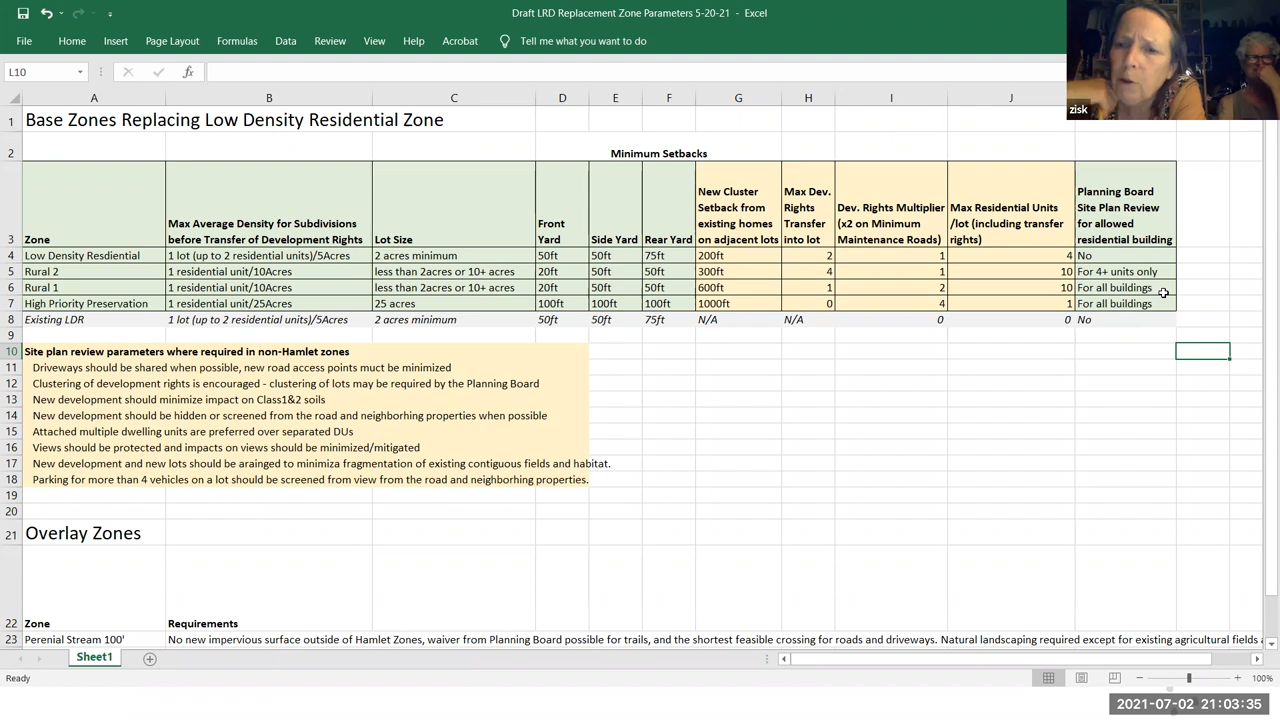 Draft LRD Replacement Zone Parameters 5-20-21 - Excel
File Home Insert Page Layout Formulas Data Review View Help Acrobat Tell me what you want to do
L10 fx
zisk
A B C D E F G H I J K
1 Base Zones Replacing Low Density Residential Zone
2 Minimum Setbacks
3 Zone Max Average Density for Subdivisions before Transfer of Development Rights Lot Size Front Yard Side Yard Rear Yard New Cluster Setback from existing homes on adjacent lots Max Dev. Rights Transfer into lot Dev. Rights Multiplier (x2 on Minimum Maintenance Roads) Max Residential Units /lot (including transfer rights) Planning Board Site Plan Review for allowed residential building
4 Low Density Resdiential 1 lot (up to 2 residential units)/5Acres 2 acres minimum 50ft 50ft 75ft 200ft 2 1 4 No
5 Rural 2 1 residential unit/10Acres less than 2acres or 10+ acres 20ft 50ft 50ft 300ft 4 1 10 For 4+ units only
6 Rural 1 1 residential unit/10Acres less than 2acres or 10+ acres 20ft 50ft 50ft 600ft 1 2 10 For all buildings
7 High Priority Preservation 1 residential unit/25Acres 25 acres 100ft 100ft 100ft 1000ft 0 4 1 For all buildings
8 Existing LDR 1 lot (up to 2 residential units)/5Acres 2 acres minimum 50ft 50ft 75ft N/A N/A 0 0 No
9
10 Site plan review parameters where required in non-Hamlet zones
11 Driveways should be shared when possible, new road access points muct be minimized
12 Clustering of development rights is encouraged - clustering of lots may be required by the Planning Board
13 New development should minimize impact on Class1&2 soils
14 New development should be hidden or screened from the road and neighborhing properties when possible
15 Attached multiple dwelling units are preferred over separated DUs
16 Views should be protected and impacts on views should be minimized/mitigated
17 New development and new lots should be arainged to minimiza fragmentation of existing contiguous fields and habitat.
18 Parking for more than 4 vehicles on a lot should be screened from view from the road and neighborhing properties.
19
20
21 Overlay Zones
22 Zone Requirements
23 Perenial Stream 100' No new impervious surface outside of Hamlet Zones, waiver from Planning Board possible for trails, and the shortest feasible crossing for roads and driveways. Natural landscaping required except for existing agricultural fields
Sheet1
Ready 100%
2021-07-02 21:03:35